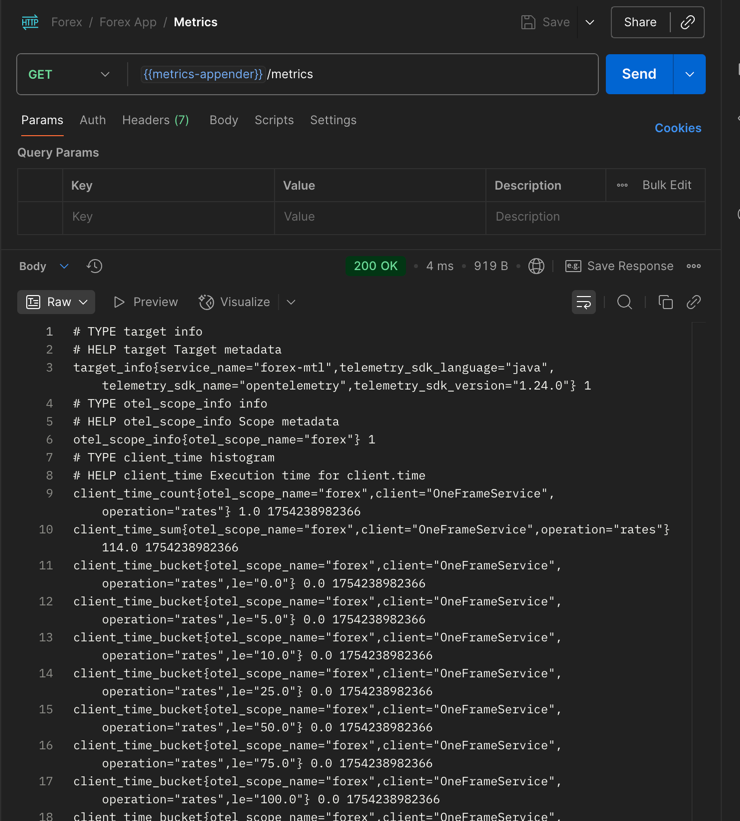 HTTP Forex / Forex App / Metrics Save Share
GET {{metrics-appender}} /metrics Send
Params Auth Headers (7) Body Scripts Settings
Cookies
Query Params
Key Value Description Bulk Edit
Key Value Description
Body 200 OK 4 ms 919 B e.g. Save Response
Raw Preview Visualize
1 # TYPE target info
2 # HELP target Target metadata
3 target_info{service_name="forex-mtl",telemetry_sdk_language="java",
telemetry_sdk_name="opentelemetry",telemetry_sdk_version="1.24.0"} 1
4 # TYPE otel_scope_info info
5 # HELP otel_scope_info Scope metadata
6 otel_scope_info{otel_scope_name="forex"} 1
7 # TYPE client_time histogram
8 # HELP client_time Execution time for client.time
9 client_time_count{otel_scope_name="forex",client="OneFrameService",
operation="rates"} 1.0 1754238982366
10 client_time_sum{otel_scope_name="forex",client="OneFrameService",operation="rates"}
114.0 1754238982366
11 client_time_bucket{otel_scope_name="forex",client="OneFrameService",
operation="rates",le="0.0"} 0.0 1754238982366
12 client_time_bucket{otel_scope_name="forex",client="OneFrameService",
operation="rates",le="5.0"} 0.0 1754238982366
13 client_time_bucket{otel_scope_name="forex",client="OneFrameService",
operation="rates",le="10.0"} 0.0 1754238982366
14 client_time_bucket{otel_scope_name="forex",client="OneFrameService",
operation="rates",le="25.0"} 0.0 1754238982366
15 client_time_bucket{otel_scope_name="forex",client="OneFrameService",
operation="rates",le="50.0"} 0.0 1754238982366
16 client_time_bucket{otel_scope_name="forex",client="OneFrameService",
operation="rates",le="75.0"} 0.0 1754238982366
17 client_time_bucket{otel_scope_name="forex",client="OneFrameService",
operation="rates",le="100.0"} 0.0 1754238982366
18 client_time_bucket{otel_scope_name="forex",client="OneFrameService",